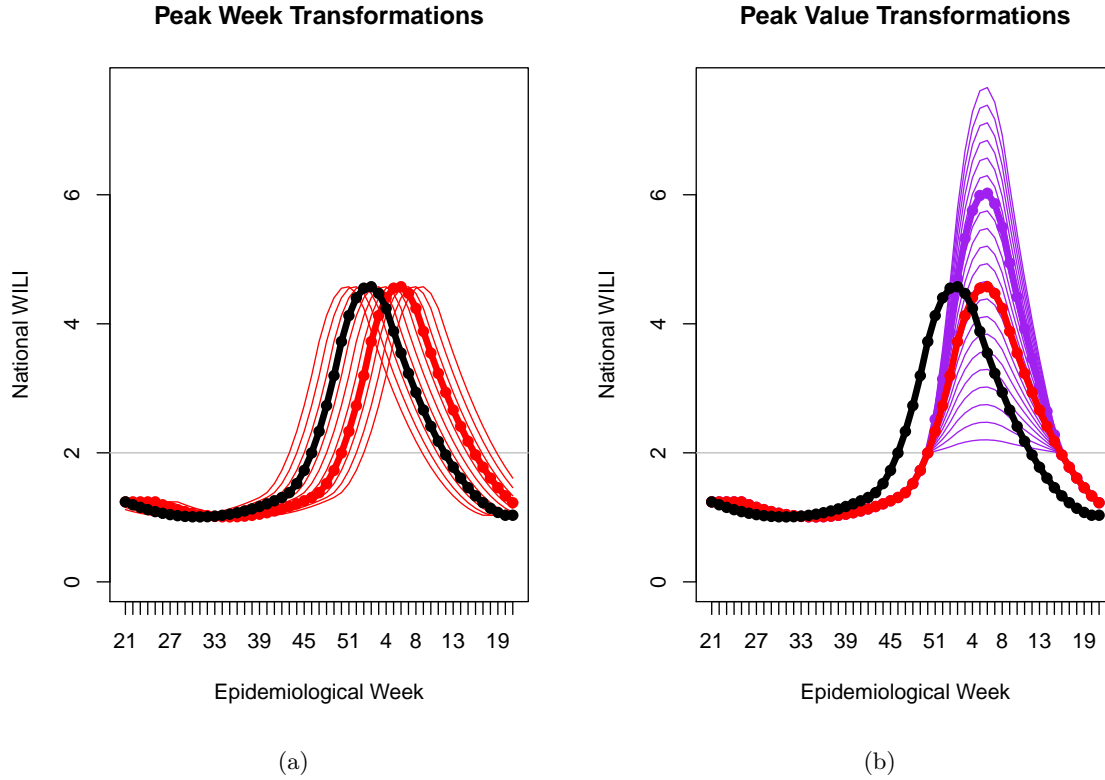 Peak Week Transformations
National WILI
0 2 4 6
21 27 33 39 45 51 4 8 13 19
Epidemiological Week
(a)
Peak Value Transformations
National WILI
0 2 4 6
21 27 33 39 45 51 4 8 13 19
Epidemiological Week
(b)